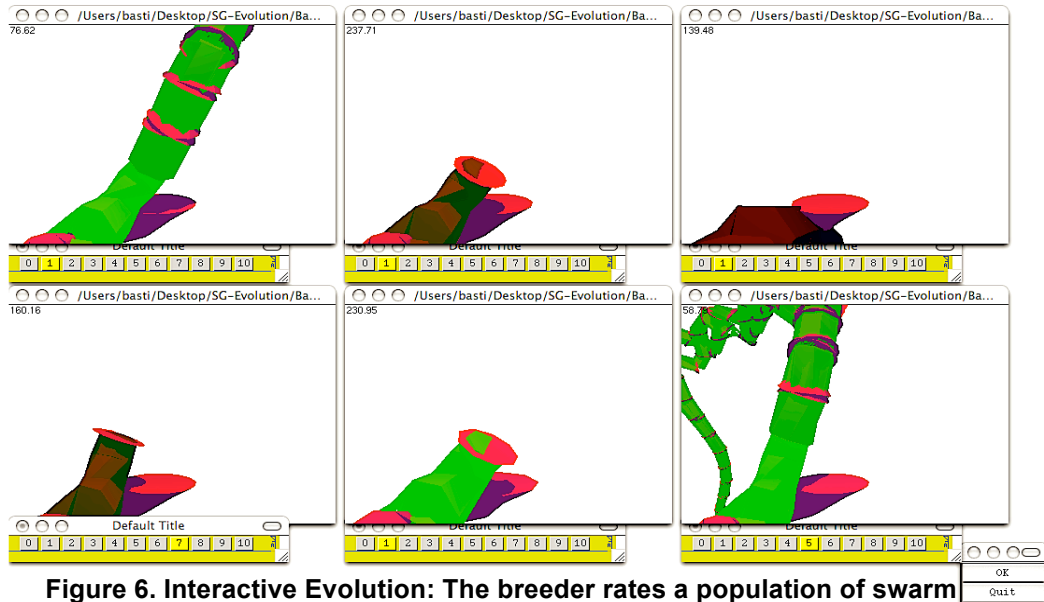 /Users/basti/Desktop/SG-Evolution/Ba...
/Users/basti/Desktop/SG-Evolution/Ba...
/Users/basti/Desktop/SG-Evolution/Ba...
76.62
237.71
139.48
Default Title
Default Title
Default Title
0 1 2 3 4 5 6 7 8 9 10
0 1 2 3 4 5 6 7 8 9 10
0 1 2 3 4 5 6 7 8 9 10
/Users/basti/Desktop/SG-Evolution/Ba...
/Users/basti/Desktop/SG-Evolution/Ba...
/Users/basti/Desktop/SG-Evolution/Ba...
160.16
230.95
Default Title
Default Title
Default Title
0 1 2 3 4 5 6 7 8 9 10
0 1 2 3 4 5 6 7 8 9 10
0 1 2 3 4 5 6 7 8 9 10
OK
Quit
Figure 6. Interactive Evolution: The breeder rates a population of swarm